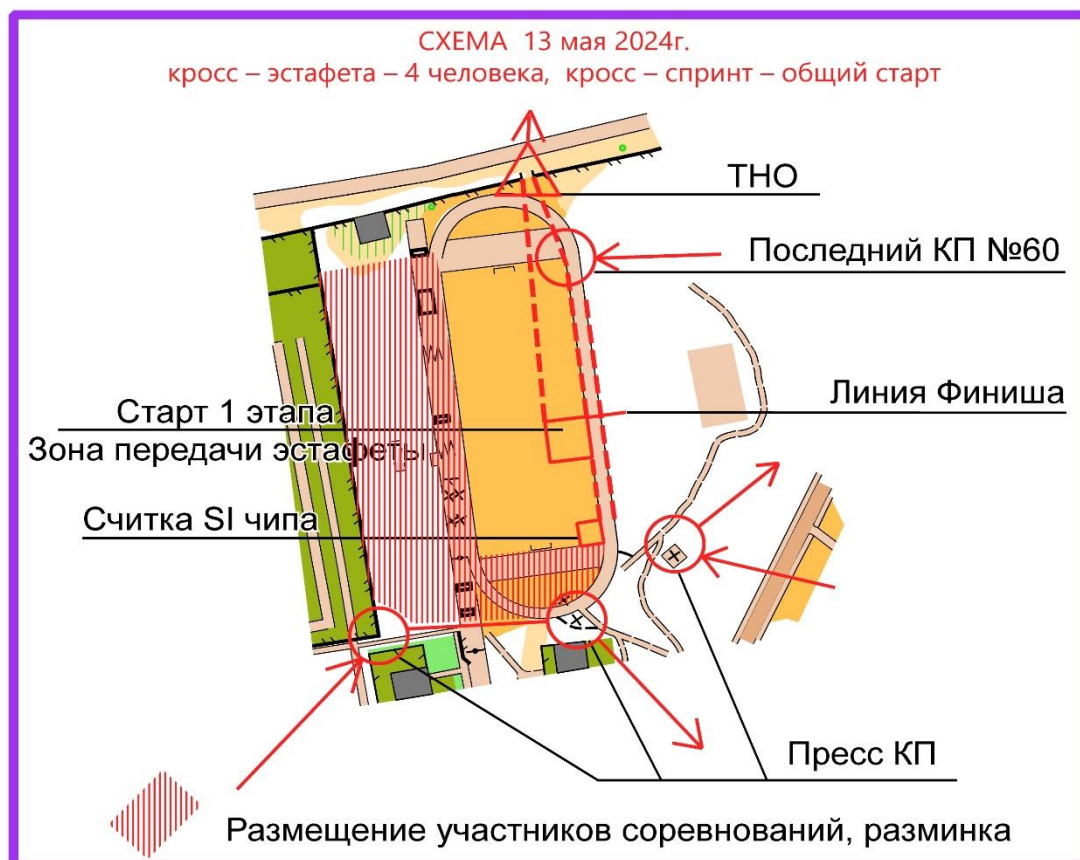 СХЕМА 13 мая 2024г.
кросс – эстафета – 4 человека, кросс – спринт – общий старт
ТНО
Последний КП №60
Линия Финиша
Старт 1 этапа
Зона передачи эстафеты
Считка SI чипа
Пресс КП
Размещение участников соревнований, разминка